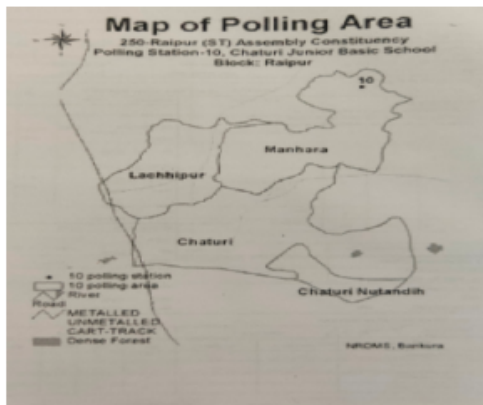 Map of Polling Area
250-Raipur (ST) Assembly Constituency
Polling Station-10, Chaturi Junior Basic School
Block: Raipur
10
Manhara
Lachhipur
Chaturi
Chaturi Nutandih
10 polling station
10 polling area
River
Road:
METALLED
UNMETALLED
CART-TRACK
Dense Forest
NRDMS, Bankura